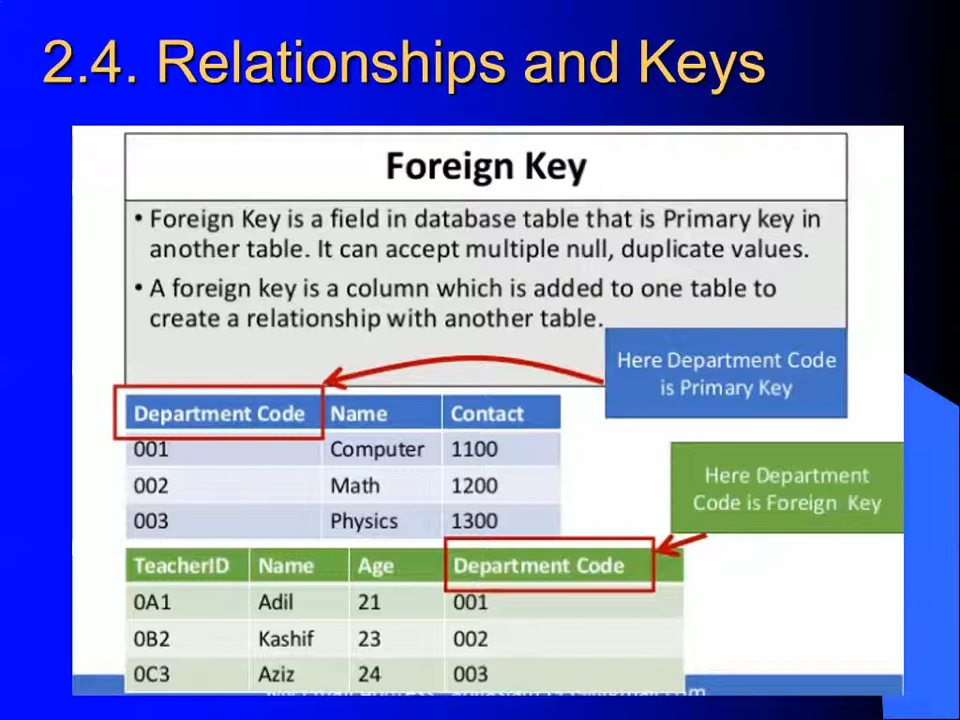 2.4. Relationships and Keys
Foreign Key
• Foreign Key is a field in database table that is Primary key in
another table. It can accept multiple null, duplicate values.
• A foreign key is a column which is added to one table to
create a relationship with another table.
Here Department Code
is Primary Key
Department Code Name Contact
001 Computer 1100
002 Math 1200
003 Physics 1300
Here Department
Code is Foreign Key
TeacherID Name Age Department Code
0A1 Adil 21 001
0B2 Kashif 23 002
0C3 Aziz 24 003